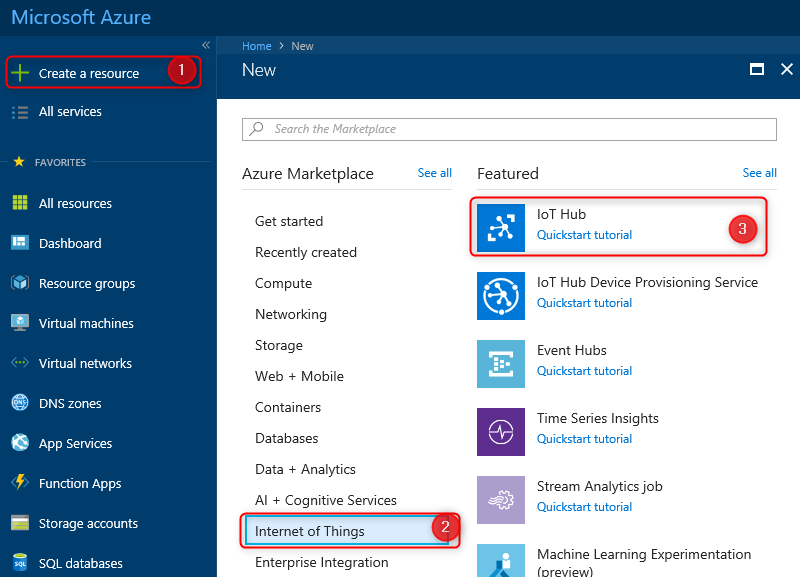 Microsoft Azure
«
Create a resource
1
All services
FAVORITES
All resources
Dashboard
Resource groups
Virtual machines
Virtual networks
DNS zones
App Services
Function Apps
Storage accounts
SQL databases
Home > New
New
Search the Marketplace
Azure Marketplace
See all
Get started
Recently created
Compute
Networking
Storage
Web + Mobile
Containers
Databases
Data + Analytics
AI + Cognitive Services
Internet of Things
2
Enterprise Integration
Featured
See all
IoT Hub
Quickstart tutorial
3
IoT Hub Device Provisioning Service
Quickstart tutorial
Event Hubs
Quickstart tutorial
Time Series Insights
Quickstart tutorial
Stream Analytics job
Quickstart tutorial
Machine Learning Experimentation
(preview)